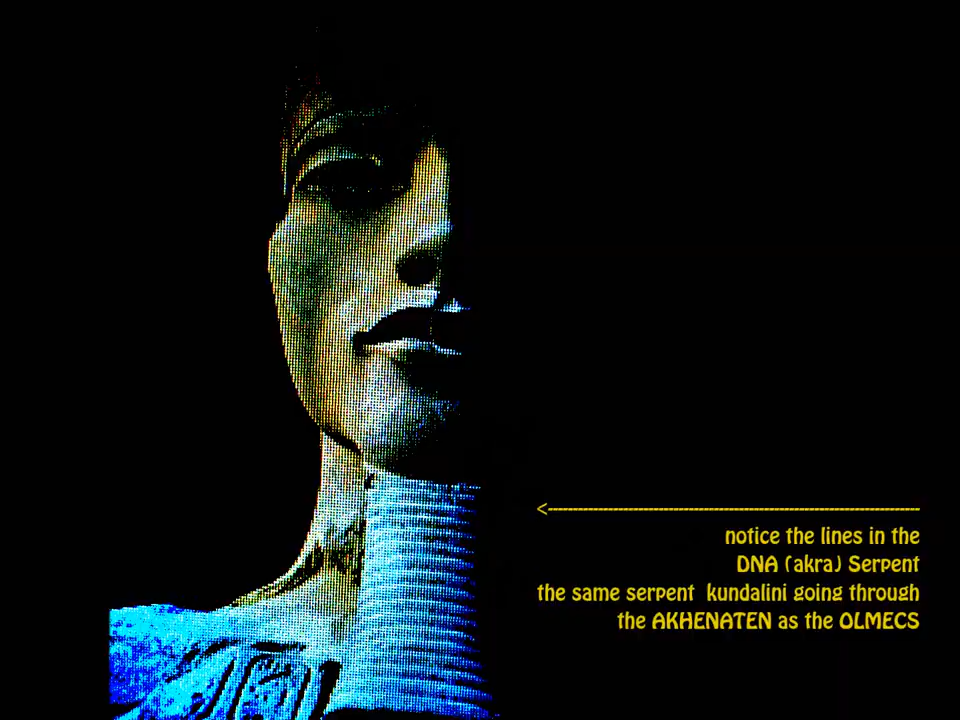 <--------------------------------------------------------------
notice the lines in the
DNA (akra) Serpent
the same serpent kundalini going through
the AKHENATEN as the OLMECS